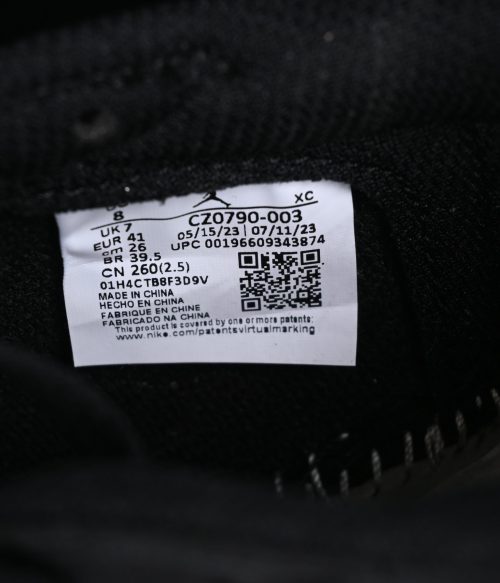 XC
8
UK 7
EUR 41
cm 26
BR 39.5
CN 260(2.5)
01H4CTB8F3D9V
CZ0790-003
05/15/23 | 07/11/23
UPC 00196609343874
MADE IN CHINA
HECHO EN CHINA
FABRIQUE EN CHINE
FABRICADO NA CHINA
This product is covered by one or more patents:
www.nike.com/patentsvirtualmarking